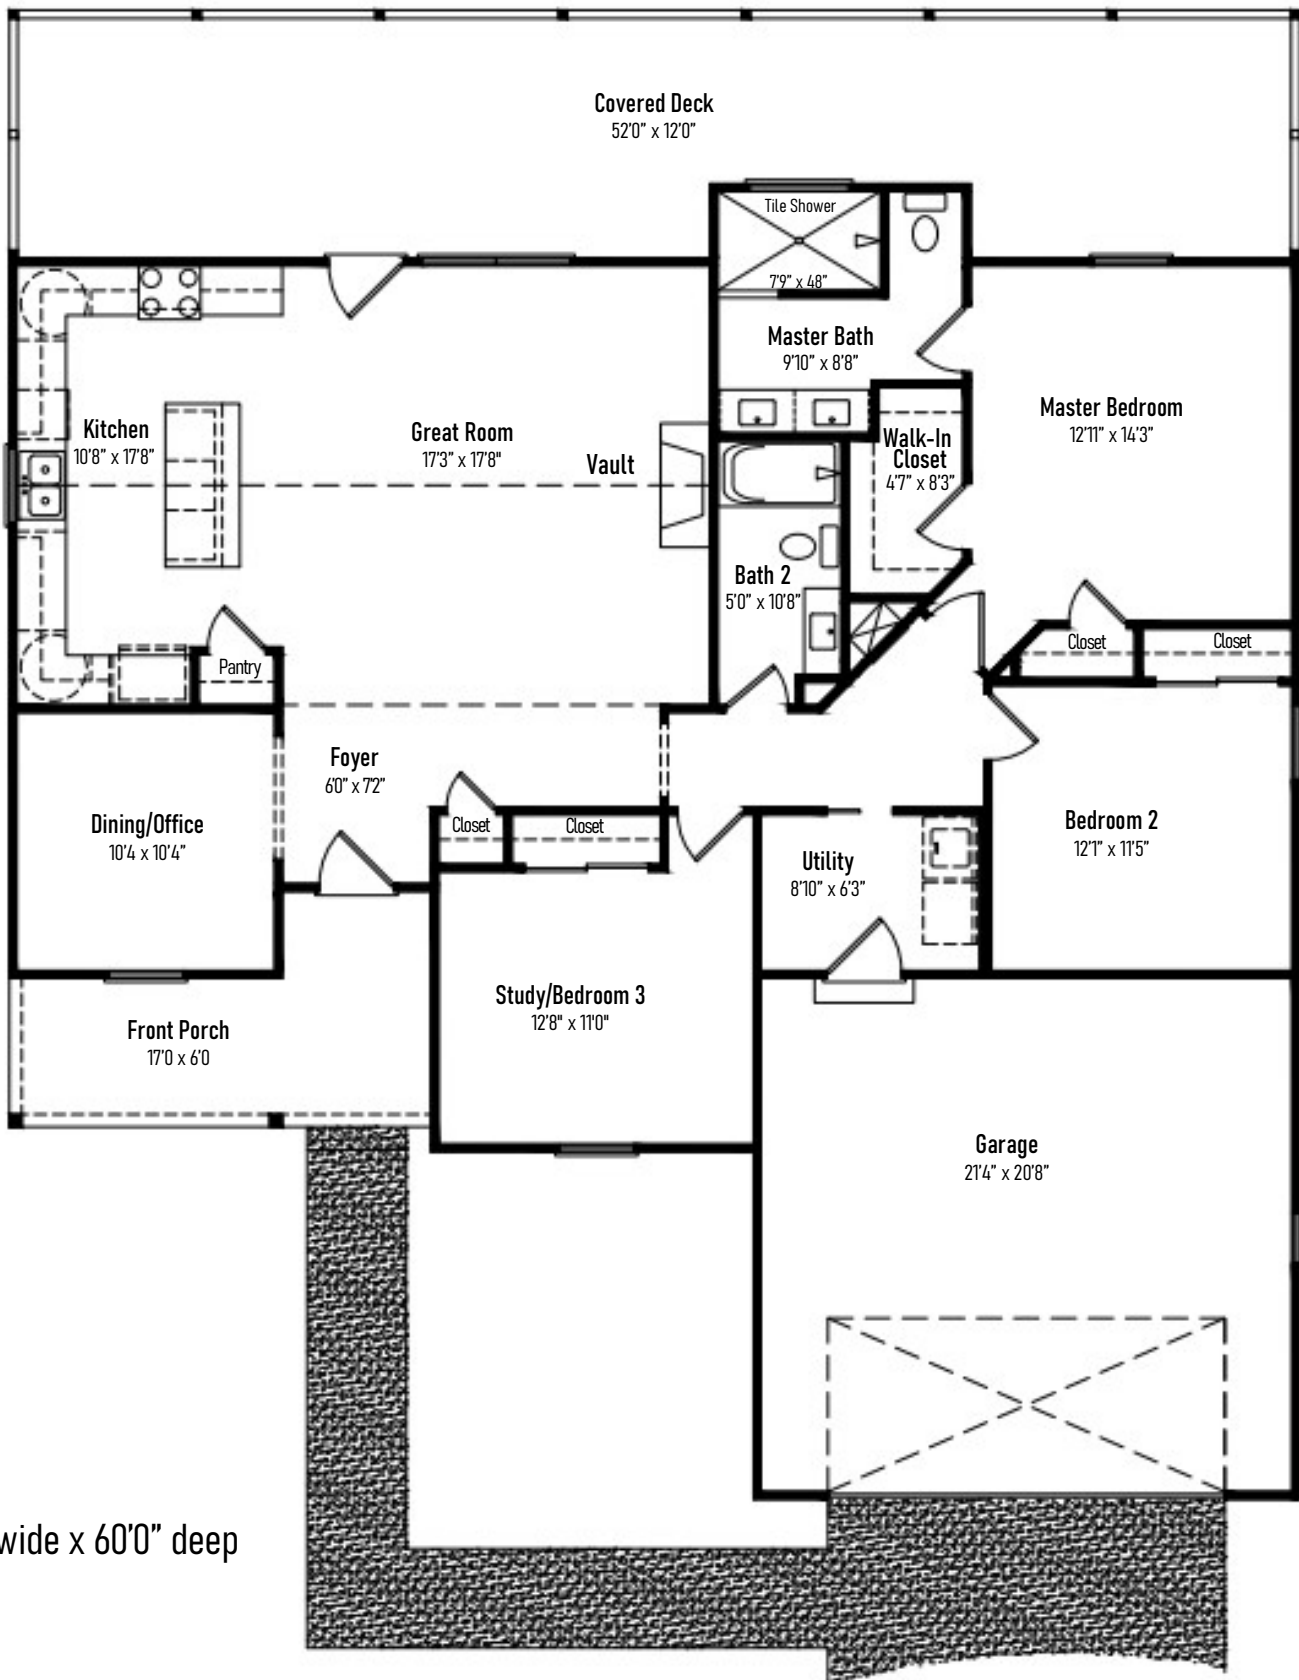 Covered Deck
52'0" x 12'0"
Tile Shower
7'9" x 48"
Master Bath
9'10" x 8'8"
Master Bedroom
12'11" x 14'3"
Kitchen
10'8" x 17'8"
Great Room
17'3" x 17'8"
Vault
Walk-In
Closet
4'7" x 8'3"
Bath 2
5'0" x 10'8"
Closet
Closet
Pantry
Foyer
6'0" x 7'2"
Dining/Office
10'4 x 10'4"
Closet
Closet
Utility
8'10" x 6'3"
Bedroom 2
12'1" x 11'5"
Study/Bedroom 3
12'8" x 11'0"
Front Porch
17'0 x 6'0
Garage
21'4" x 20'8"
wide x 60'0" deep